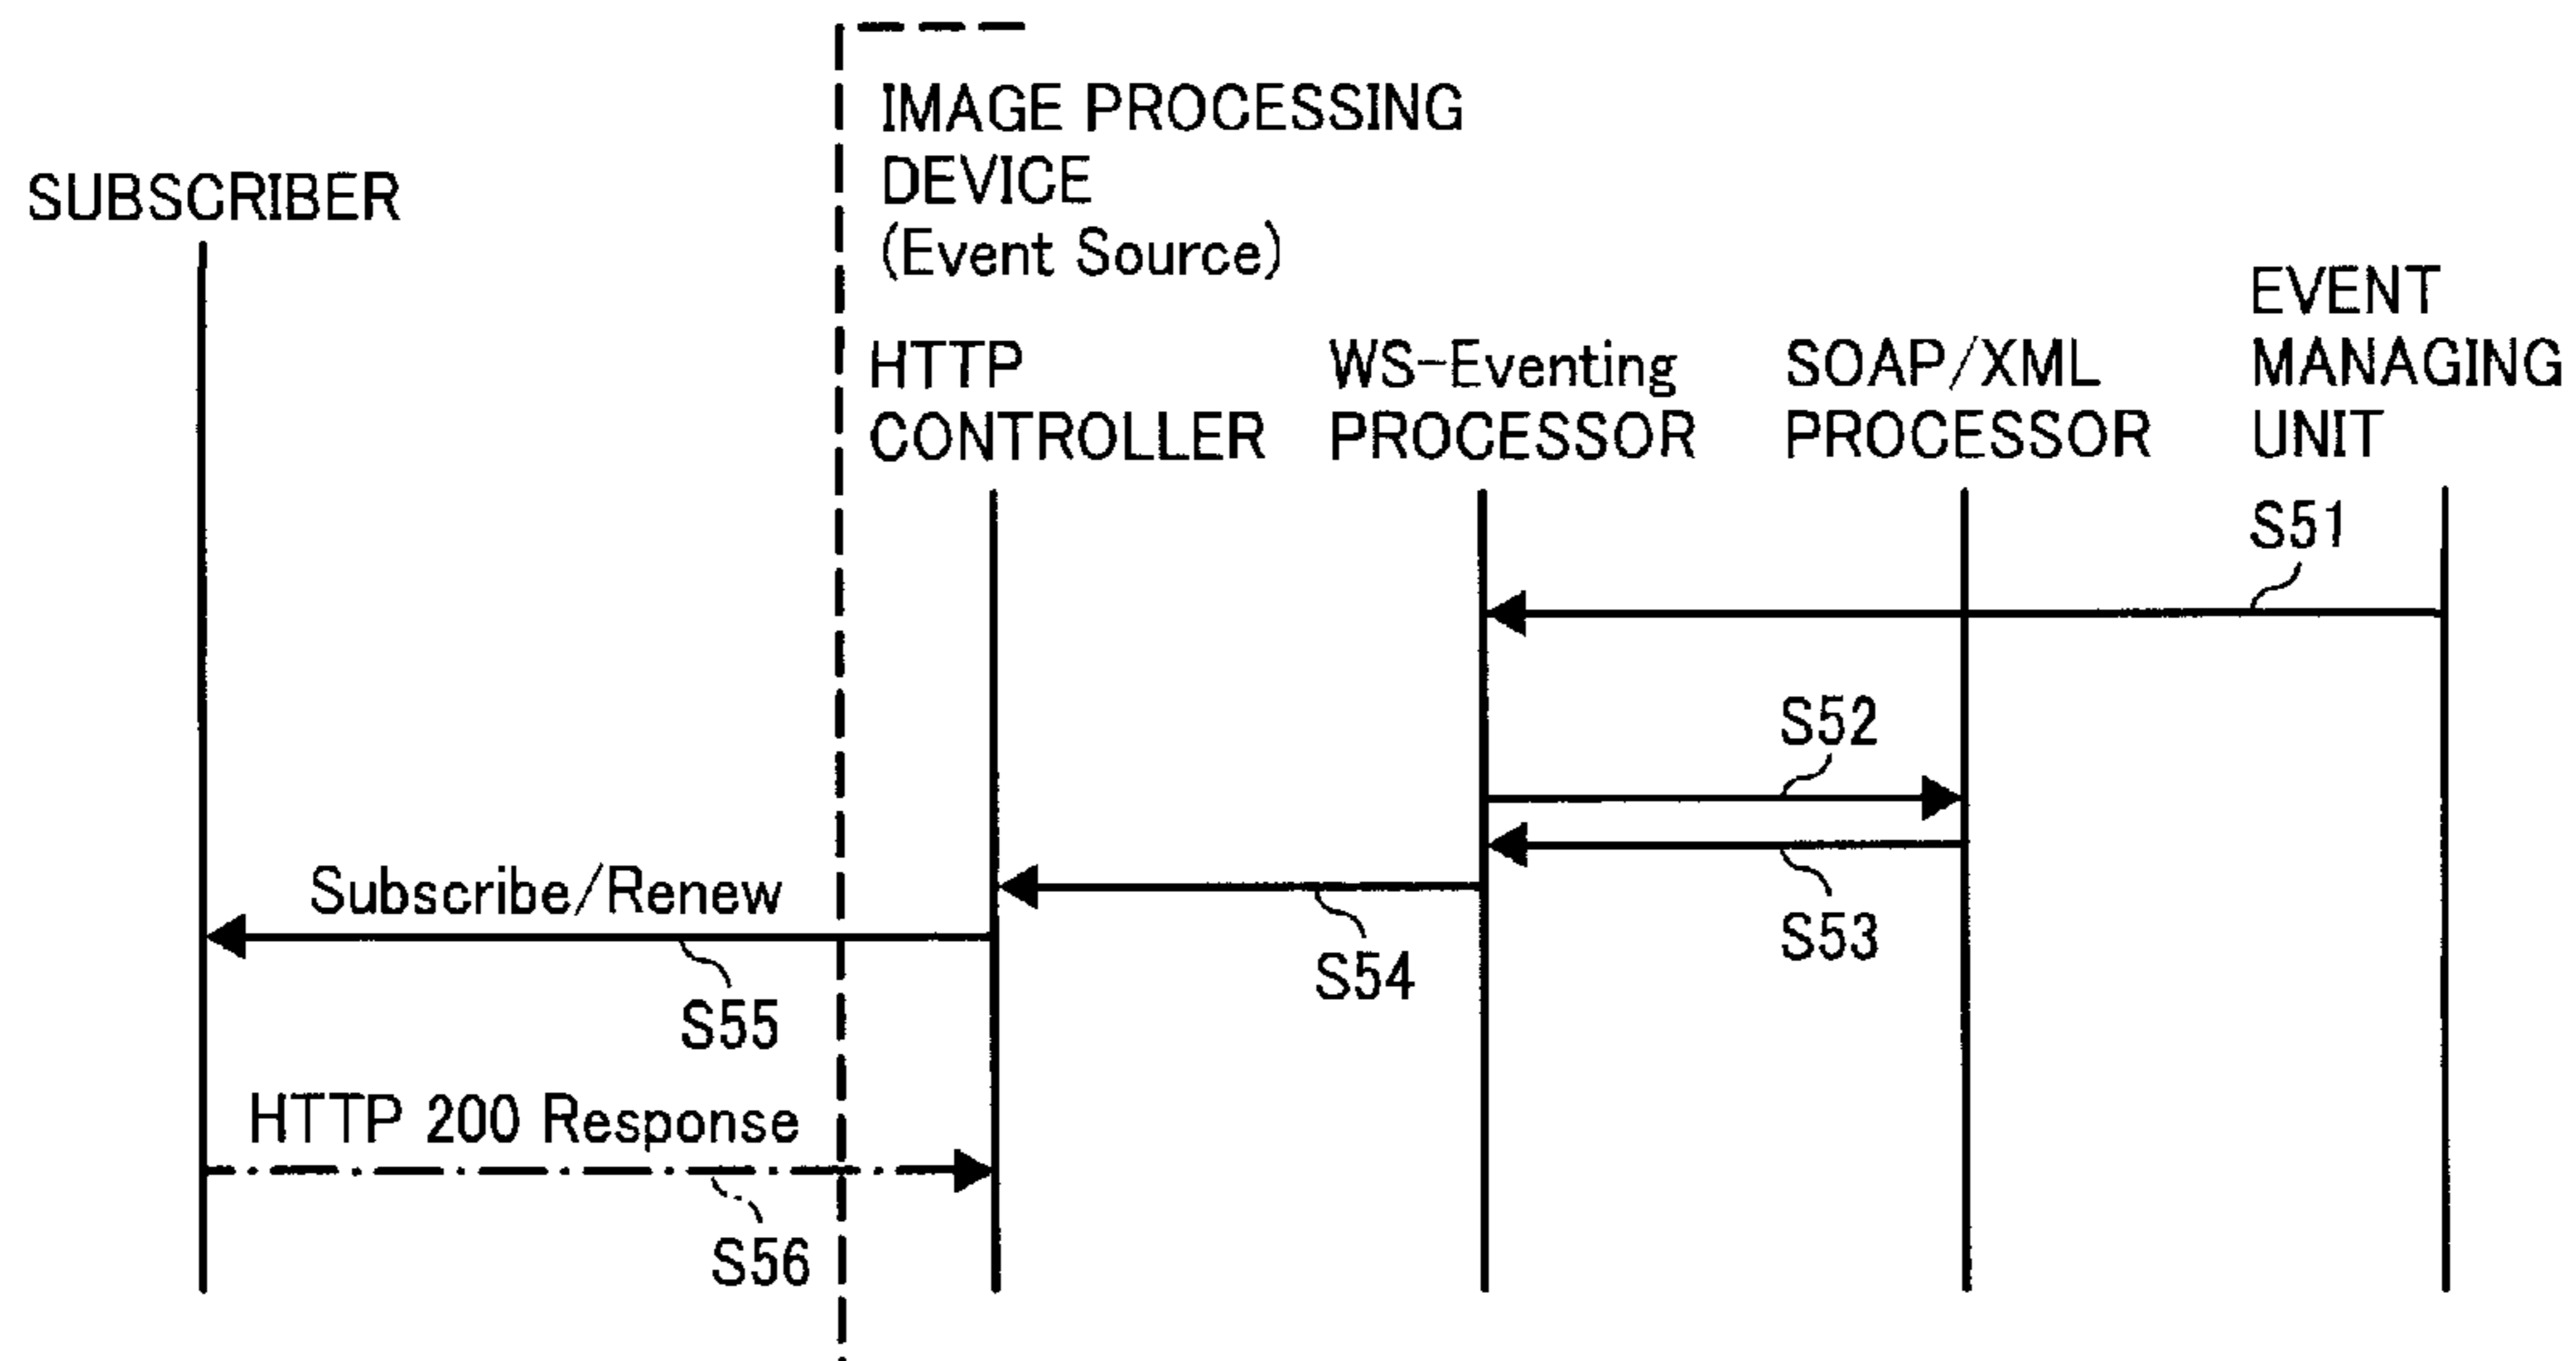 IMAGE PROCESSING
DEVICE
(Event Source)
SUBSCRIBER
HTTP
CONTROLLER
WS-Eventing
PROCESSOR
SOAP/XML
PROCESSOR
EVENT
MANAGING
UNIT
S51
S52
S53
S54
Subscribe/Renew
S55
HTTP 200 Response
S56